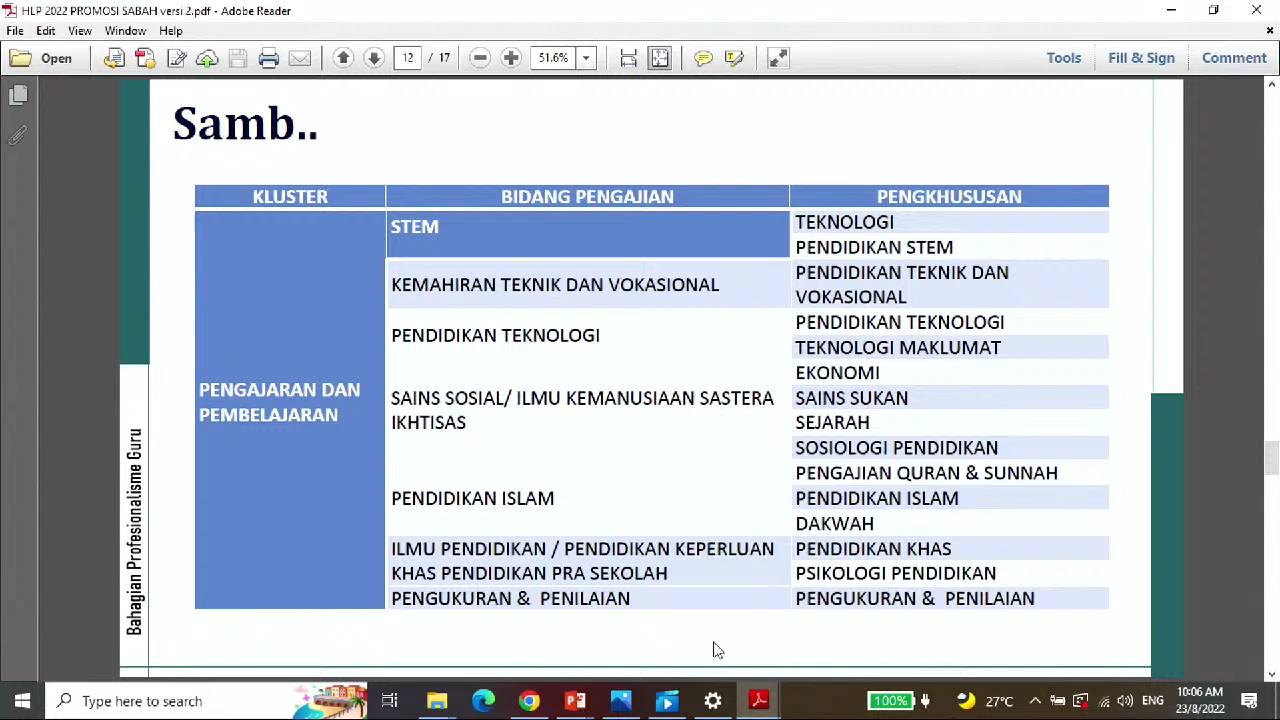 HLP 2022 PROMOSI SABAH versi 2.pdf - Adobe Reader
File Edit View Window Help
Open 12 / 17 51.6% Tools Fill & Sign Comment
Samb..
KLUSTER BIDANG PENGAJIAN PENGKHUSUSAN
STEM
TEKNOLOGI
PENDIDIKAN STEM
KEMAHIRAN TEKNIK DAN VOKASIONAL
PENDIDIKAN TEKNIK DAN
VOKASIONAL
PENDIDIKAN TEKNOLOGI
PENDIDIKAN TEKNOLOGI
TEKNOLOGI MAKLUMAT
PENGAJARAN DAN
PEMBELAJARAN
SAINS SOSIAL/ ILMU KEMANUSIAAN SASTERA
IKHTISAS
EKONOMI
SAINS SUKAN
SEJARAH
SOSIOLOGI PENDIDIKAN
PENDIDIKAN ISLAM
PENGAJIAN QURAN & SUNNAH
PENDIDIKAN ISLAM
DAKWAH
ILMU PENDIDIKAN / PENDIDIKAN KEPERLUAN
KHAS PENDIDIKAN PRA SEKOLAH
PENDIDIKAN KHAS
PSIKOLOGI PENDIDIKAN
PENGUKURAN & PENILAIAN
PENGUKURAN & PENILAIAN
Bahagian Profesionalisme Guru
Type here to search
100%
27°C
ENG
10:06 AM
23/8/2022